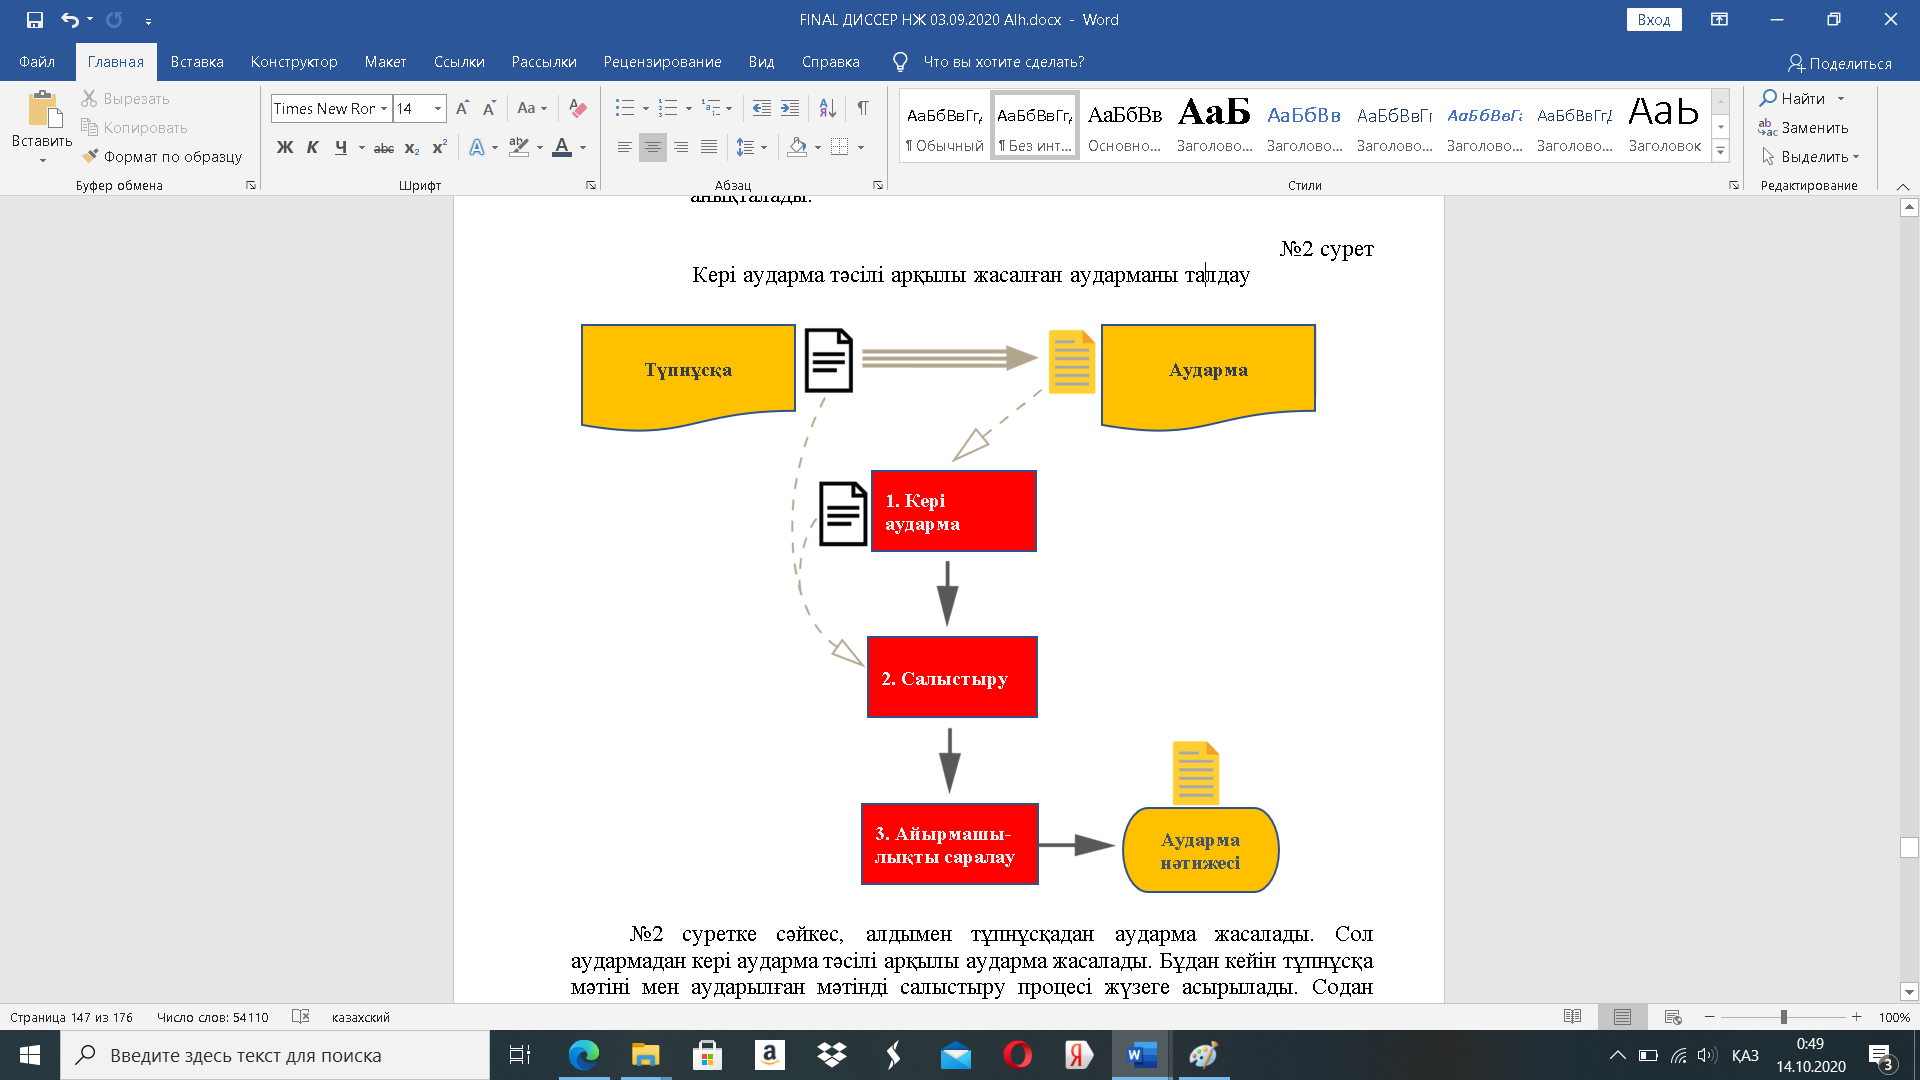 FINAL ДИССЕР НЖ 03.09.2020 Alh.docx - Word
Вход
Файл
Главная
Вставка
Конструктор
Макет
Ссылки
Рассылки
Рецензирование
Вид
Справка
Что вы хотите сделать?
Поделиться
Вставить
Вырезать
Копировать
Формат по образцу
Буфер обмена
Times New Ror
14
Шрифт
Абзац
АаБбВвГг,
¶ Обычный
АаБбВвГг,
¶ Без инт...
АаБбВв
Основно...
АаБ
Заголово...
АаБбВв
Заголово...
АаБбВвГг
Заголово...
АаБбВвГг
Заголово...
АаБбВвГгД
Заголово...
АаЬ
Заголовок
Стили
Найти
Заменить
Выделить
Редактирование
анықталады.
№2 сурет
Кері аударма тәсілі арқылы жасалған аударманы талдау
Түпнұсқа
Аударма
1. Кері
аударма
2. Салыстыру
3. Айырмашы-
лықты саралау
Аударма
нәтижесі
№2 суретке сәйкес, алдымен тұпнұсқадан аударма жасалады. Сол
аудармадан кері аударма тәсілі арқылы аударма жасалады. Бұдан кейін тұпнұсқа
мәтіні мен аударылған мәтінді салыстыру процесі жүзеге асырылады. Содан
Страница 147 из 176
Число слов: 54110
казахский
100%
Введите здесь текст для поиска
ҚАЗ
0:49
14.10.2020
3